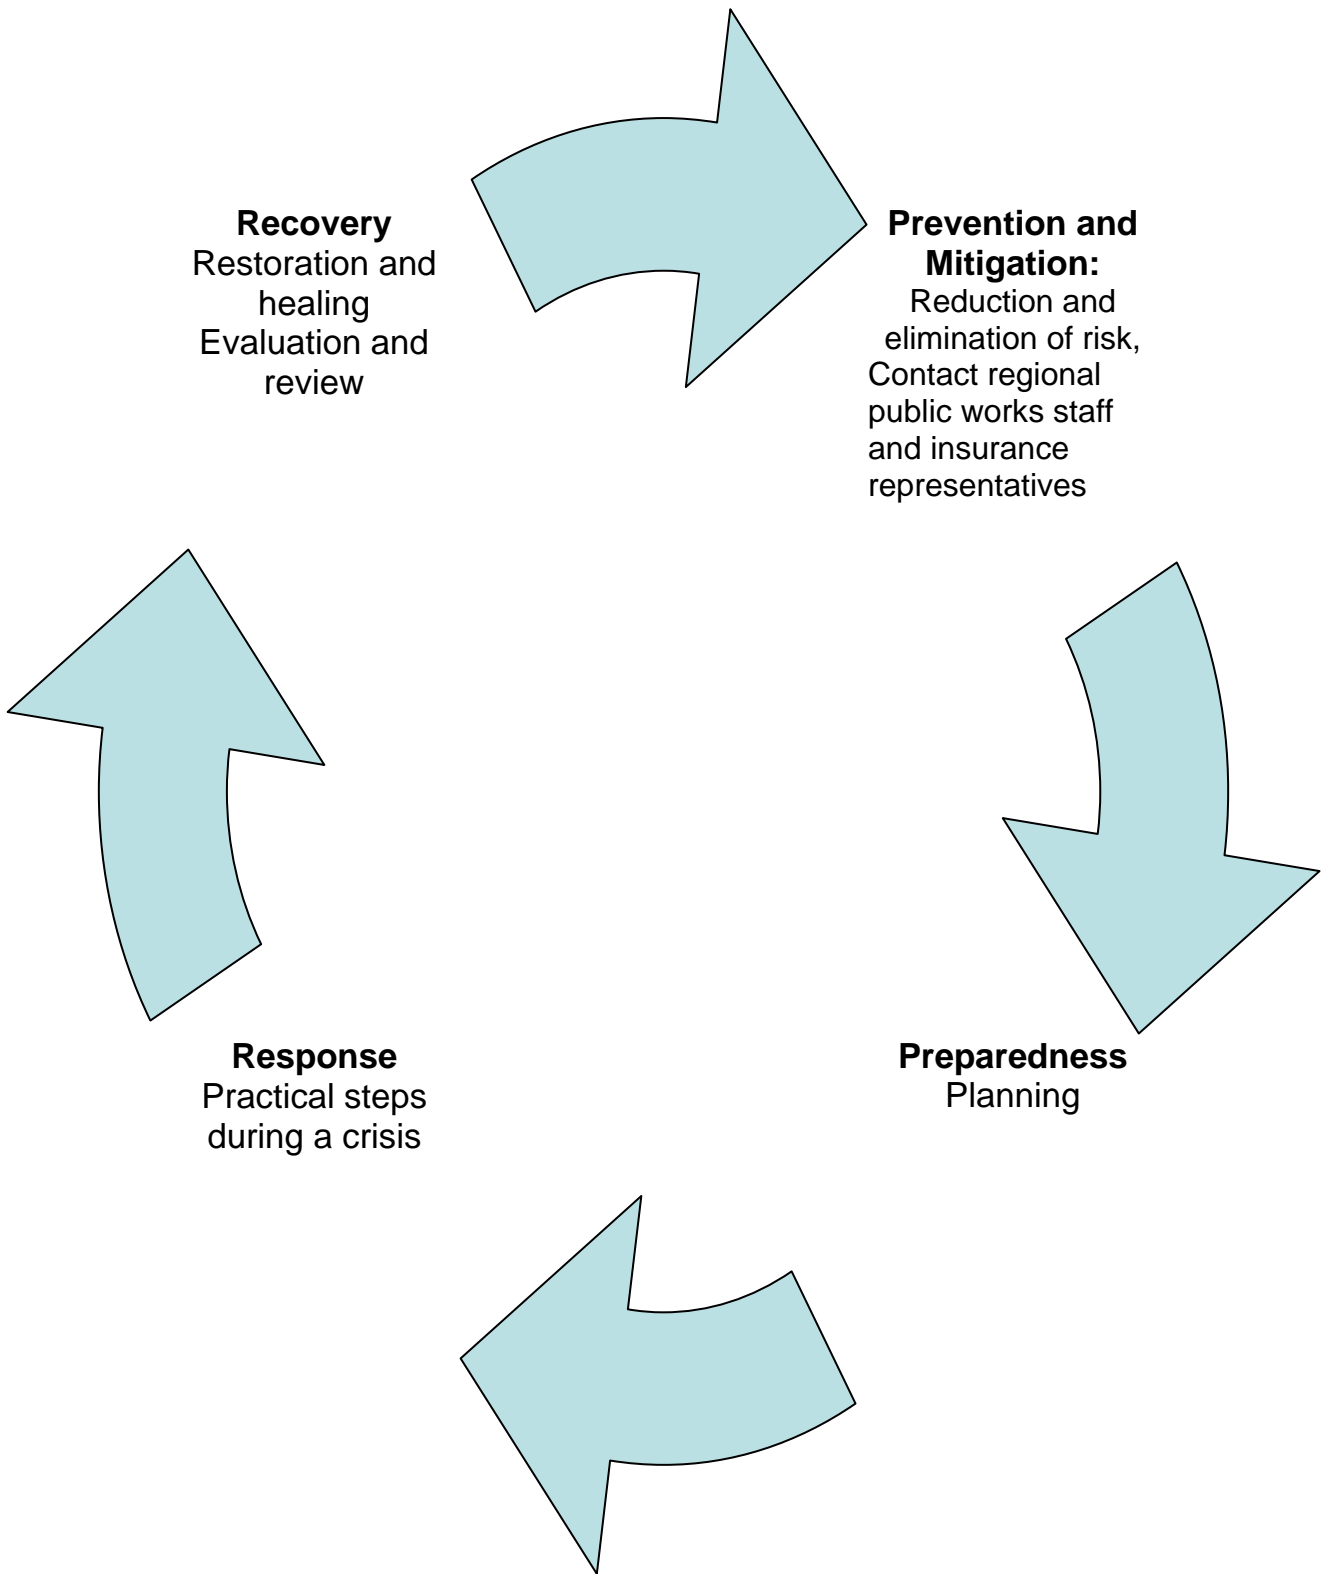 Recovery
Restoration and
healing
Evaluation and
review
Prevention and
Mitigation:
Reduction and
elimination of risk,
Contact regional
public works staff
and insurance
representatives
Response
Practical steps
during a crisis
Preparedness
Planning